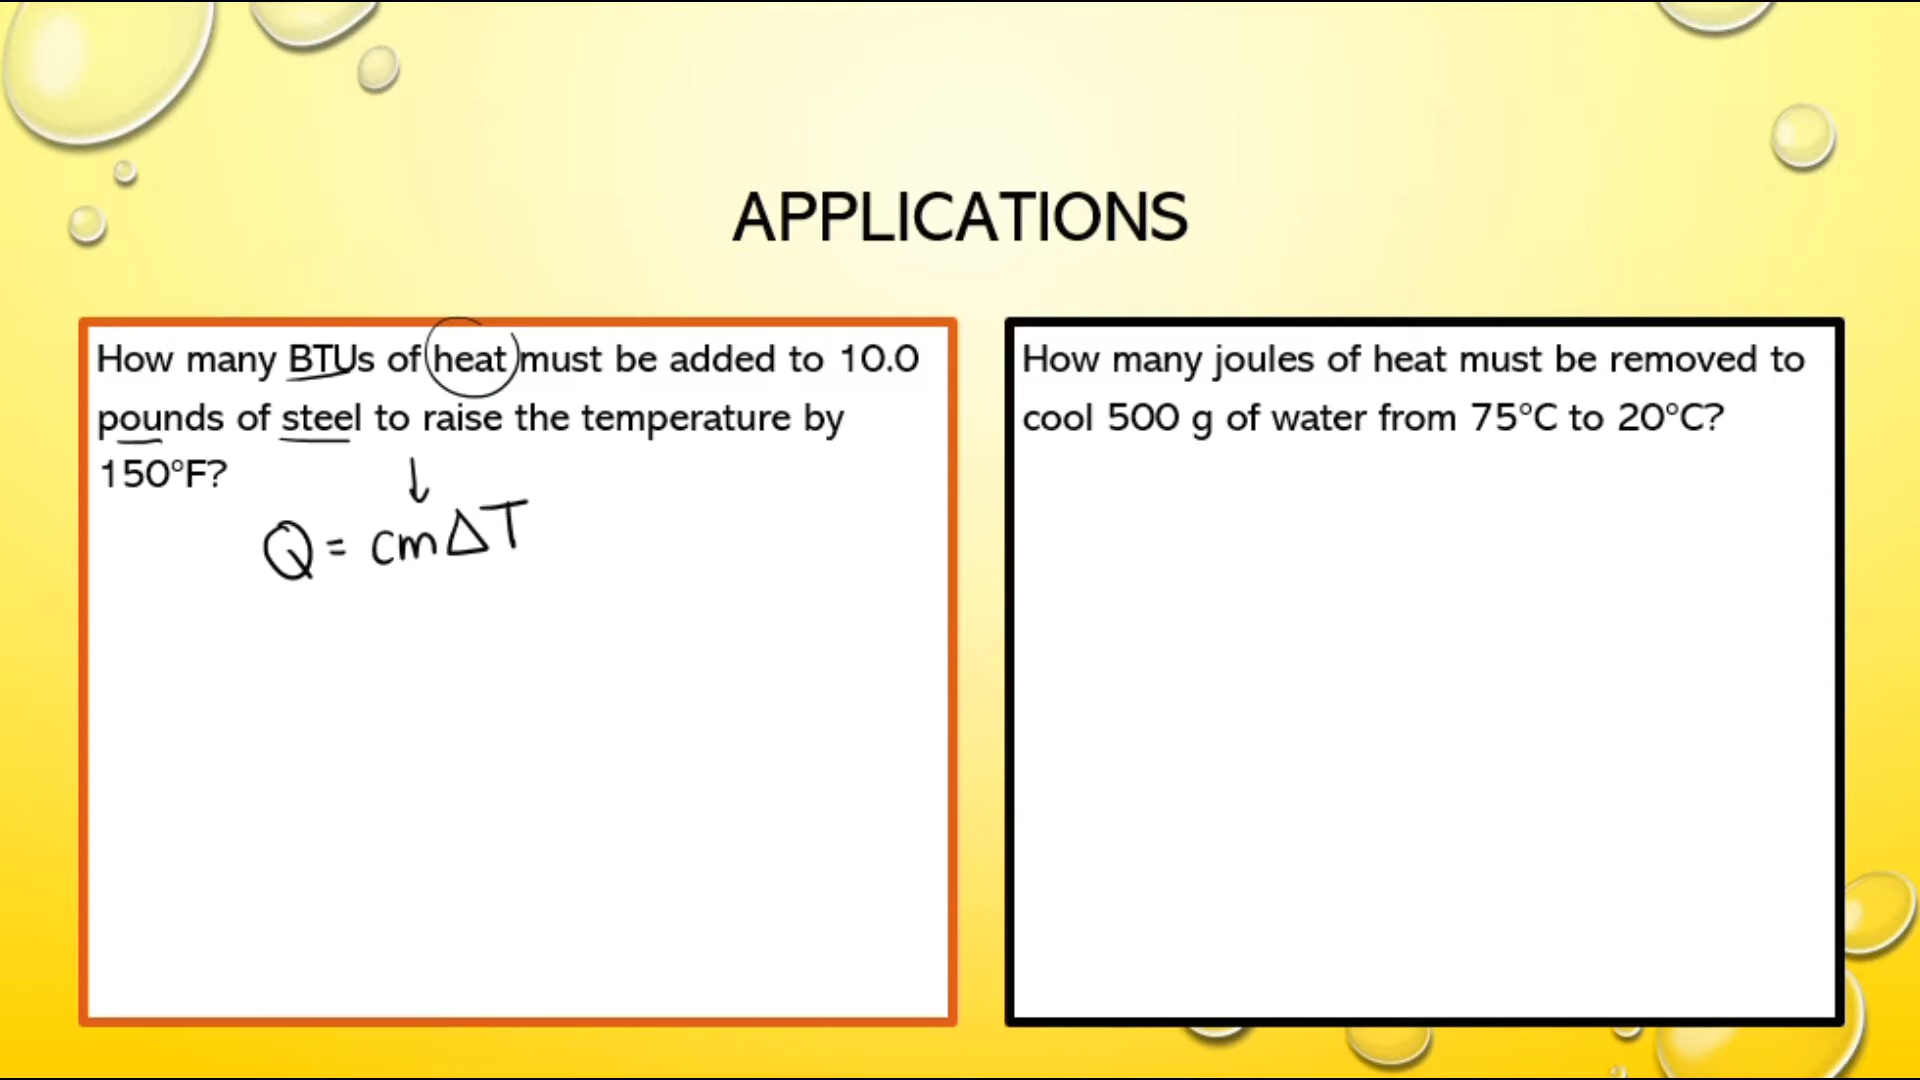 APPLICATIONS
How many BTUs of heat must be added to 10.0
pounds of steel to raise the temperature by
150°F?
Q = cm∆T
How many joules of heat must be removed to
cool 500 g of water from 75°C to 20°C?